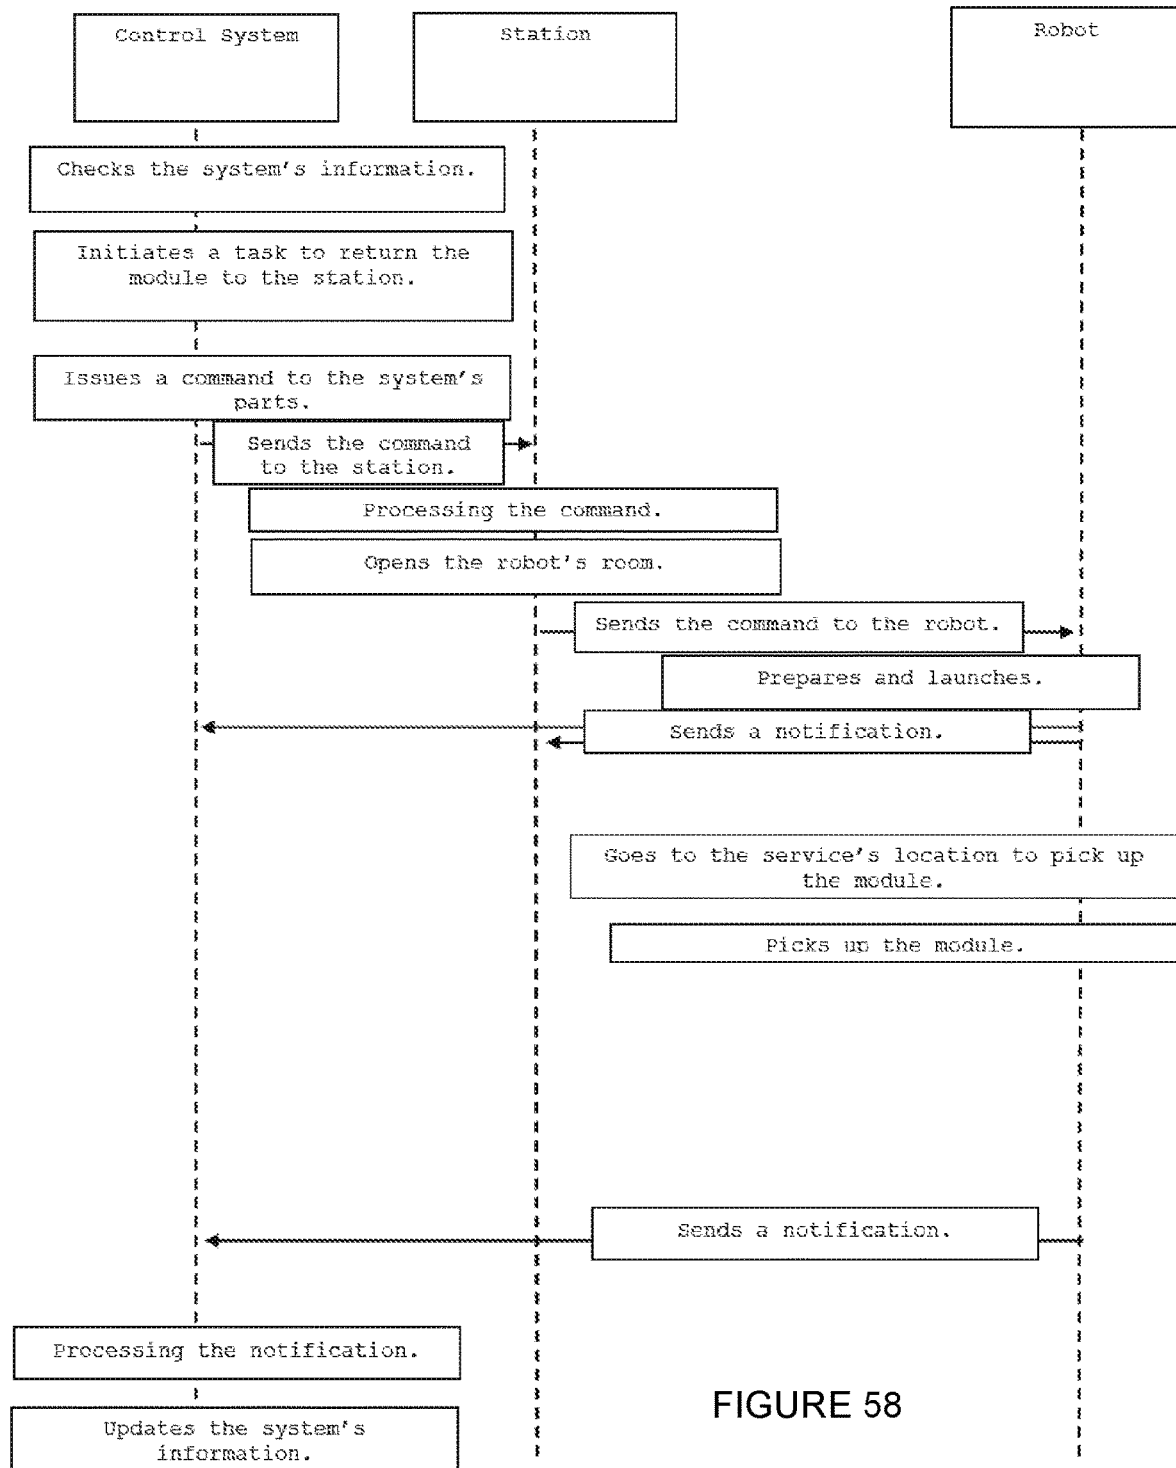 Control System
Station
Robot
Checks the system's information.
Initiates a task to return the
module to the station.
Issues a command to the system's
parts.
Sends the command
to the station.
Processing the command.
Opens the robot's room.
Sends the command to the robot.
Prepares and launches.
Sends a notification.
Goes to the service's location to pick up
the module.
Picks up the module.
Sends a notification.
Processing the notification.
Updates the system's
information.
FIGURE 58